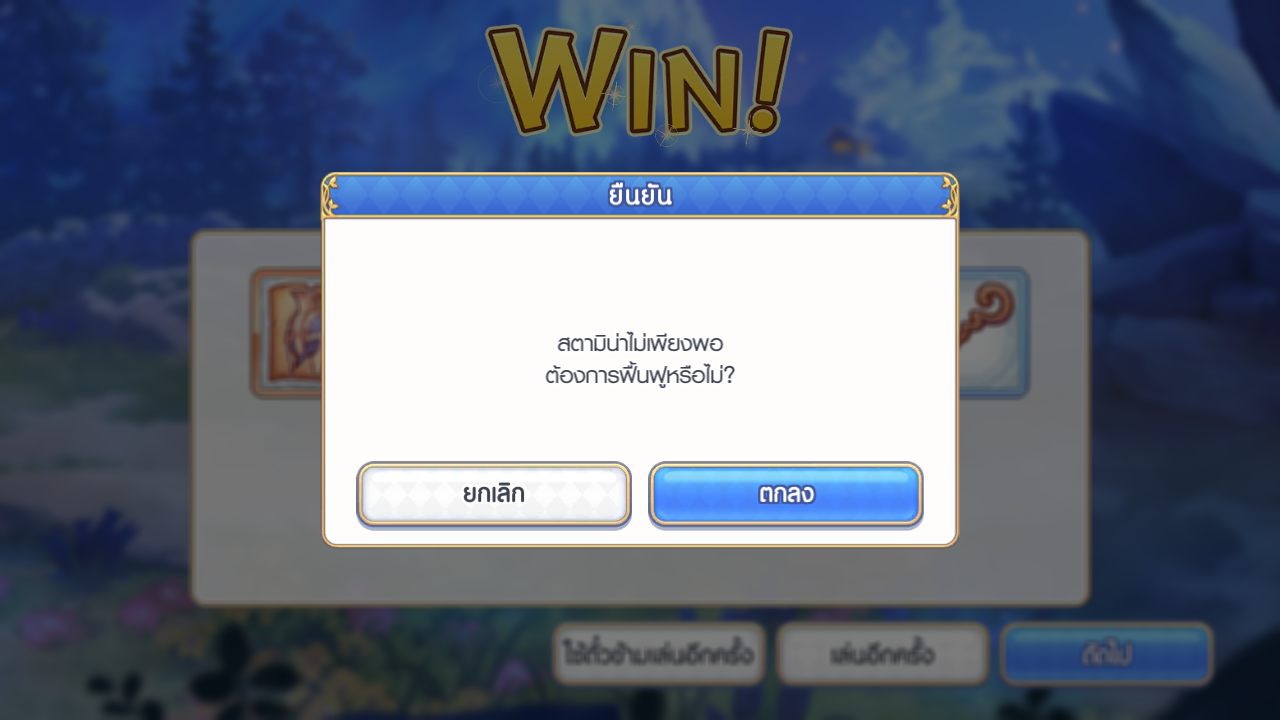 WIN!
ยืนยัน
สตามิน่าไม่เพียงพอ
ต้องการฟื้นฟูหรือไม่?
ยกเลิก
ตกลง
ใช้ตั๋วข้ามเล่นอีกครั้ง
เล่นอีกครั้ง
ถัดไป